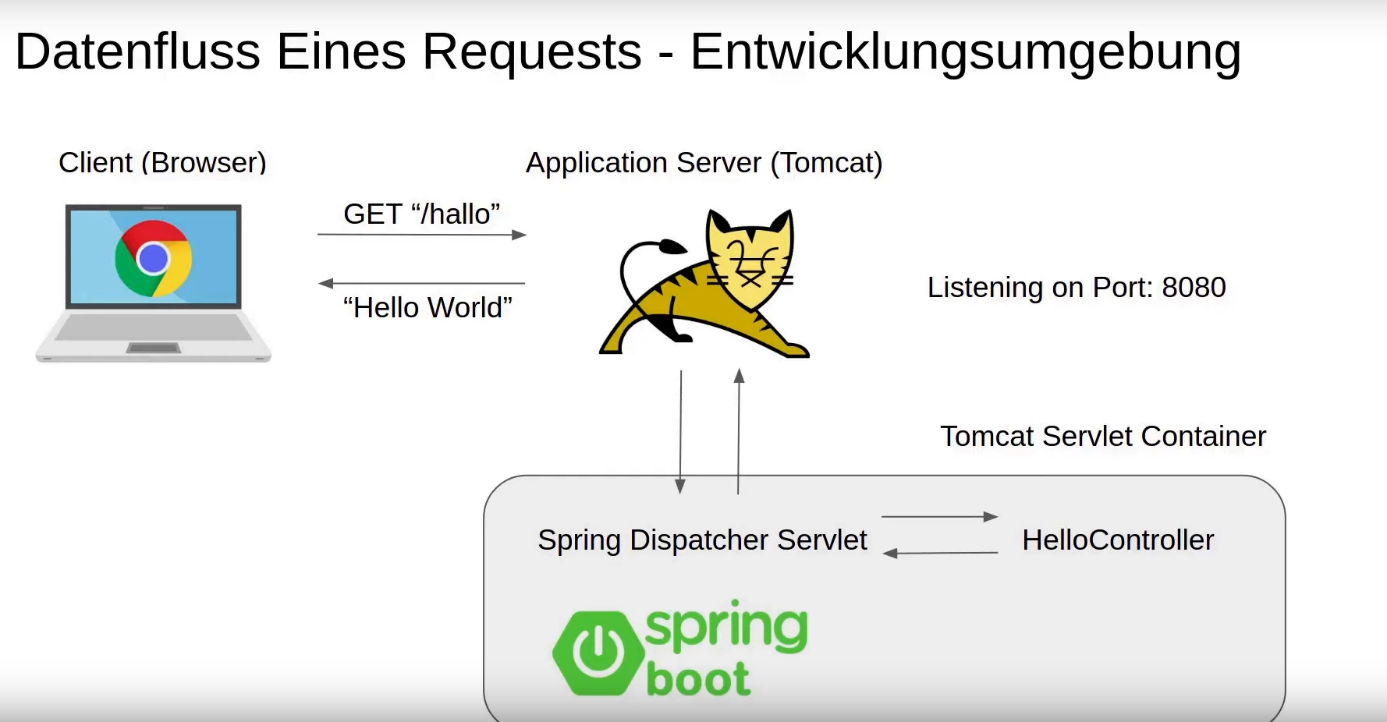 Datenfluss Eines Requests - Entwicklungsumgebung
Client (Browser)
Application Server (Tomcat)
GET “/hallo”
“Hello World”
Listening on Port: 8080
Tomcat Servlet Container
Spring Dispatcher Servlet
HelloController
spring
boot